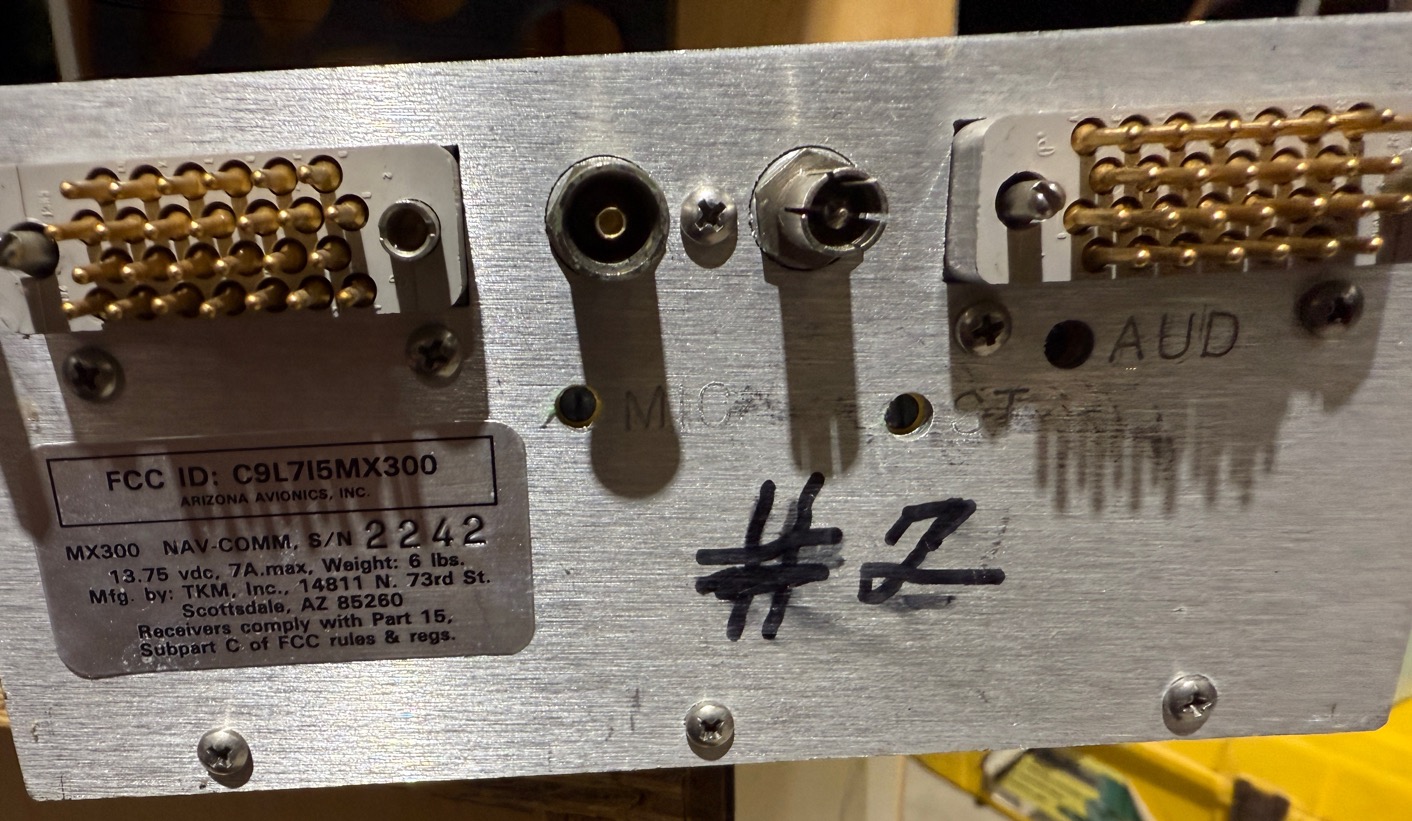 AUD
MIC
ST
FCC ID: C9L7I5MX300
ARIZONA AVIONICS, INC.
MX300 NAV-COMM, S/N 2242
13.75 vdc, 7A.max, Weight: 6 lbs.
Mfg. by: TKM, Inc., 14811 N. 73rd St.
Scottsdale, AZ 85260
Receivers comply with Part 15,
Subpart C of FCC rules & regs.
#2